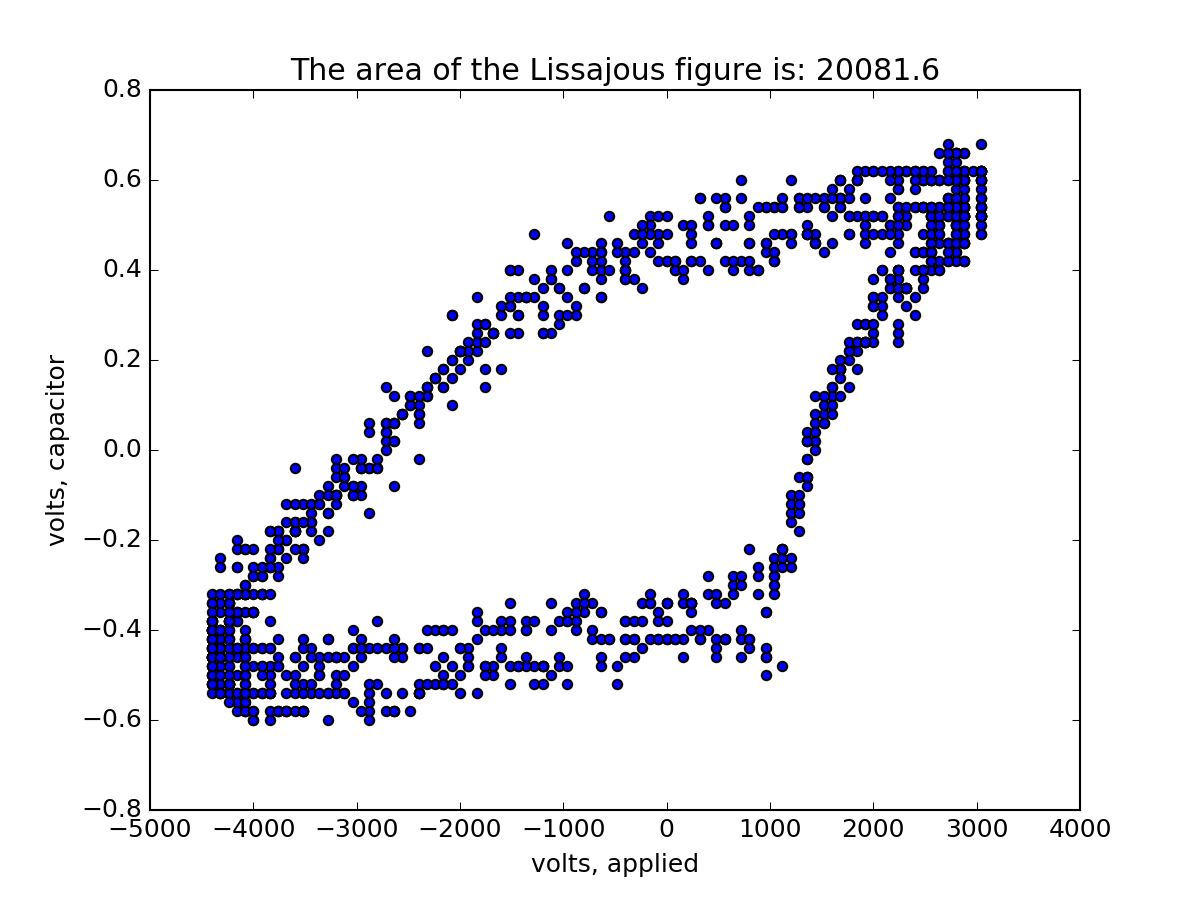 The area of the Lissajous figure is: 20081.6
0.8
0.6
0.4
0.2
0.0
−0.2
−0.4
−0.6
−0.8
volts, capacitor
−5000 −4000 −3000 −2000 −1000 0 1000 2000 3000 4000
volts, applied